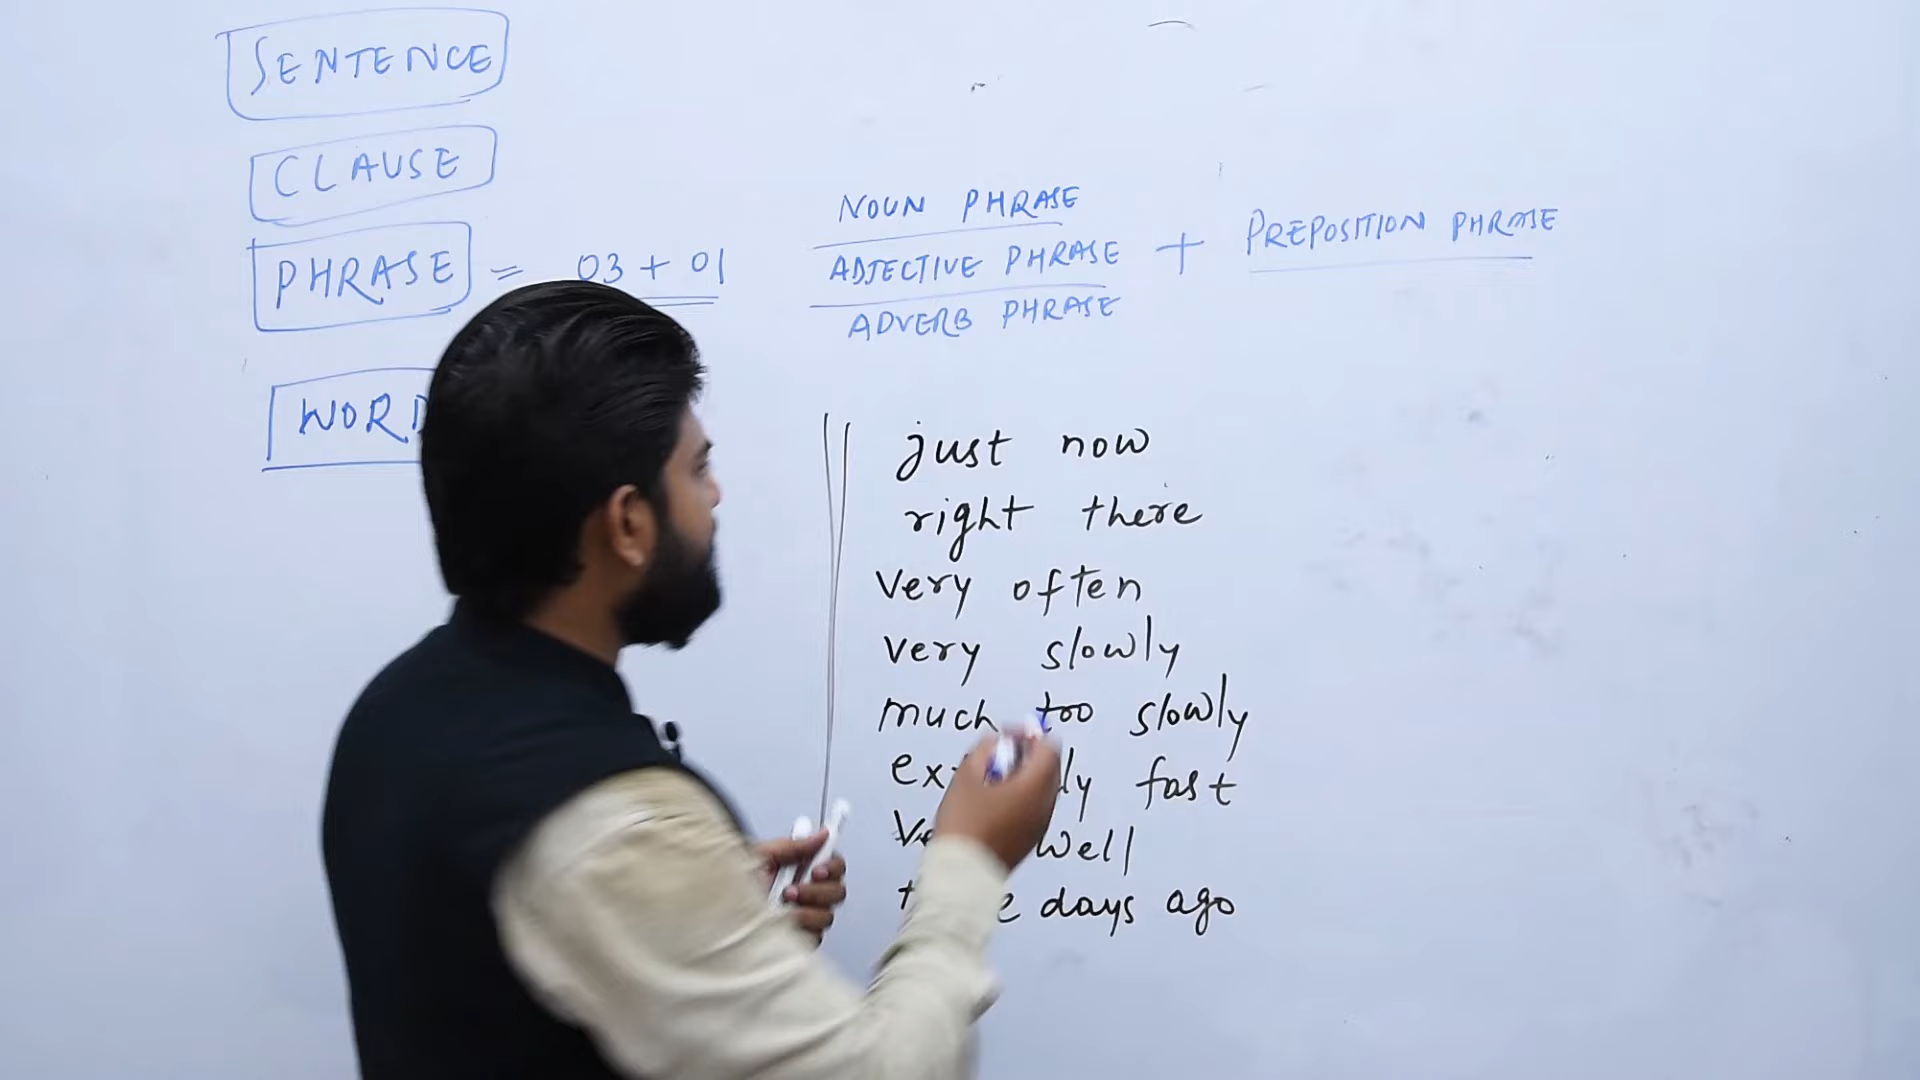 SENTENCE
CLAUSE
PHRASE = 03 + 01
NOUN PHRASE
ADJECTIVE PHRASE + PREPOSITION PHRASE
ADVERB PHRASE
WORD
just now
right there
very often
very slowly
much too slowly
fast
well
days ago